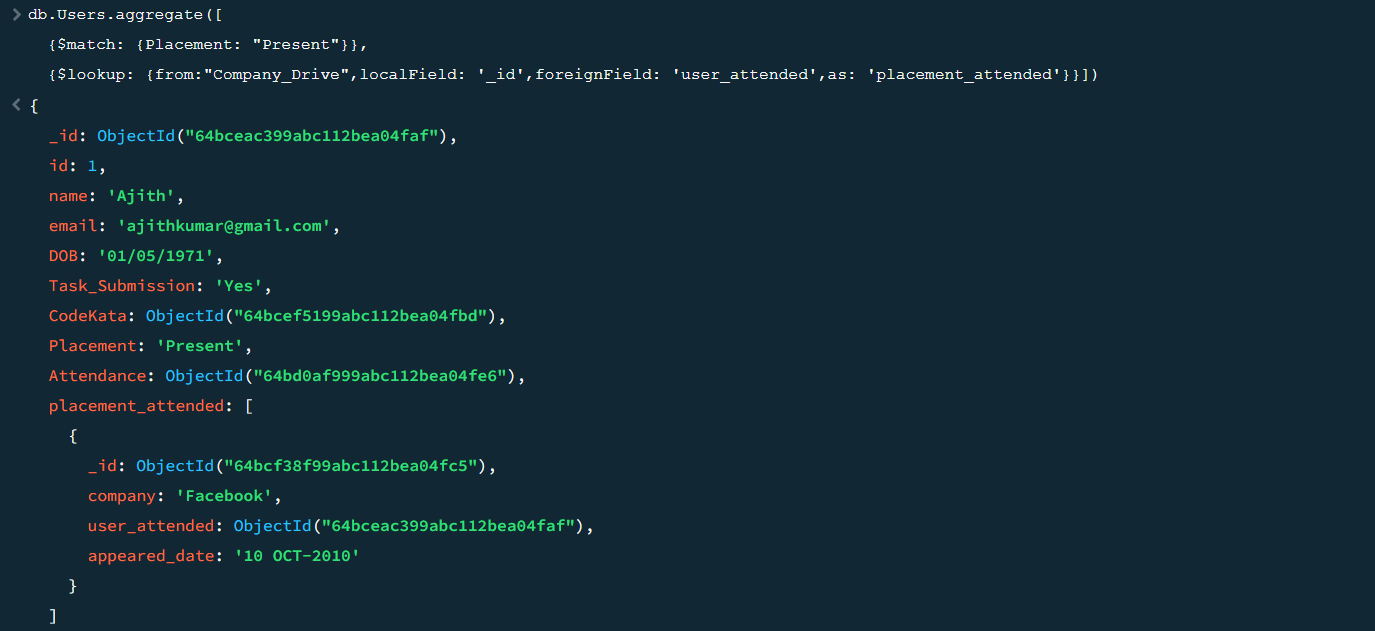 > db.Users.aggregate([
{$match: {Placement: "Present"}},
{$lookup: {from:"Company_Drive",localField: '_id',foreignField: 'user_attended',as: 'placement_attended'}}])
< {
_id: ObjectId("64bceac399abc112bea04faf"),
id: 1,
name: 'Ajith',
email: 'ajithkumar@gmail.com',
DOB: '01/05/1971',
Task_Submission: 'Yes',
CodeKata: ObjectId("64bcef5199abc112bea04fbd"),
Placement: 'Present',
Attendance: ObjectId("64bd0af999abc112bea04fe6"),
placement_attended: [
{
_id: ObjectId("64bcf38f99abc112bea04fc5"),
company: 'Facebook',
user_attended: ObjectId("64bceac399abc112bea04faf"),
appeared_date: '10 OCT-2010'
}
]